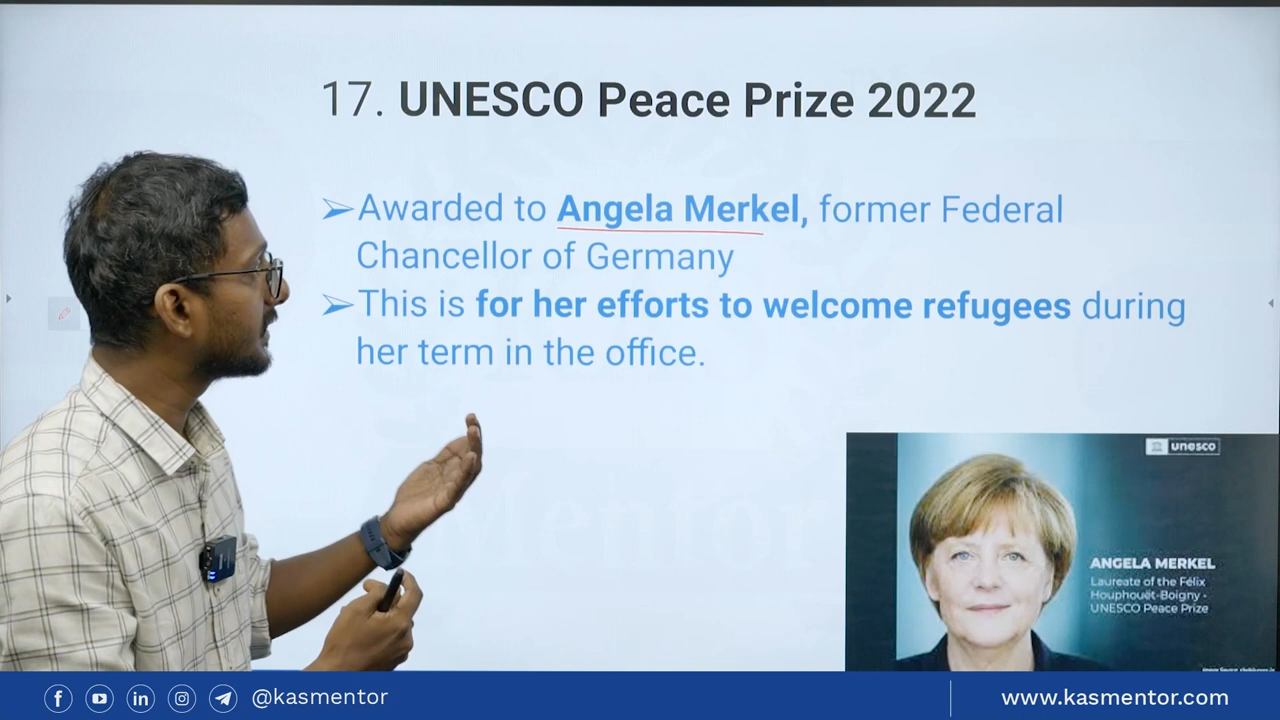 17. UNESCO Peace Prize 2022
➢Awarded to Angela Merkel, former Federal
Chancellor of Germany
➢This is for her efforts to welcome refugees during
her term in the office.
unesco
ANGELA MERKEL
Laureate of the Félix
Houphouët-Boigny -
UNESCO Peace Prize
Mentor
@kasmentor
www.kasmentor.com